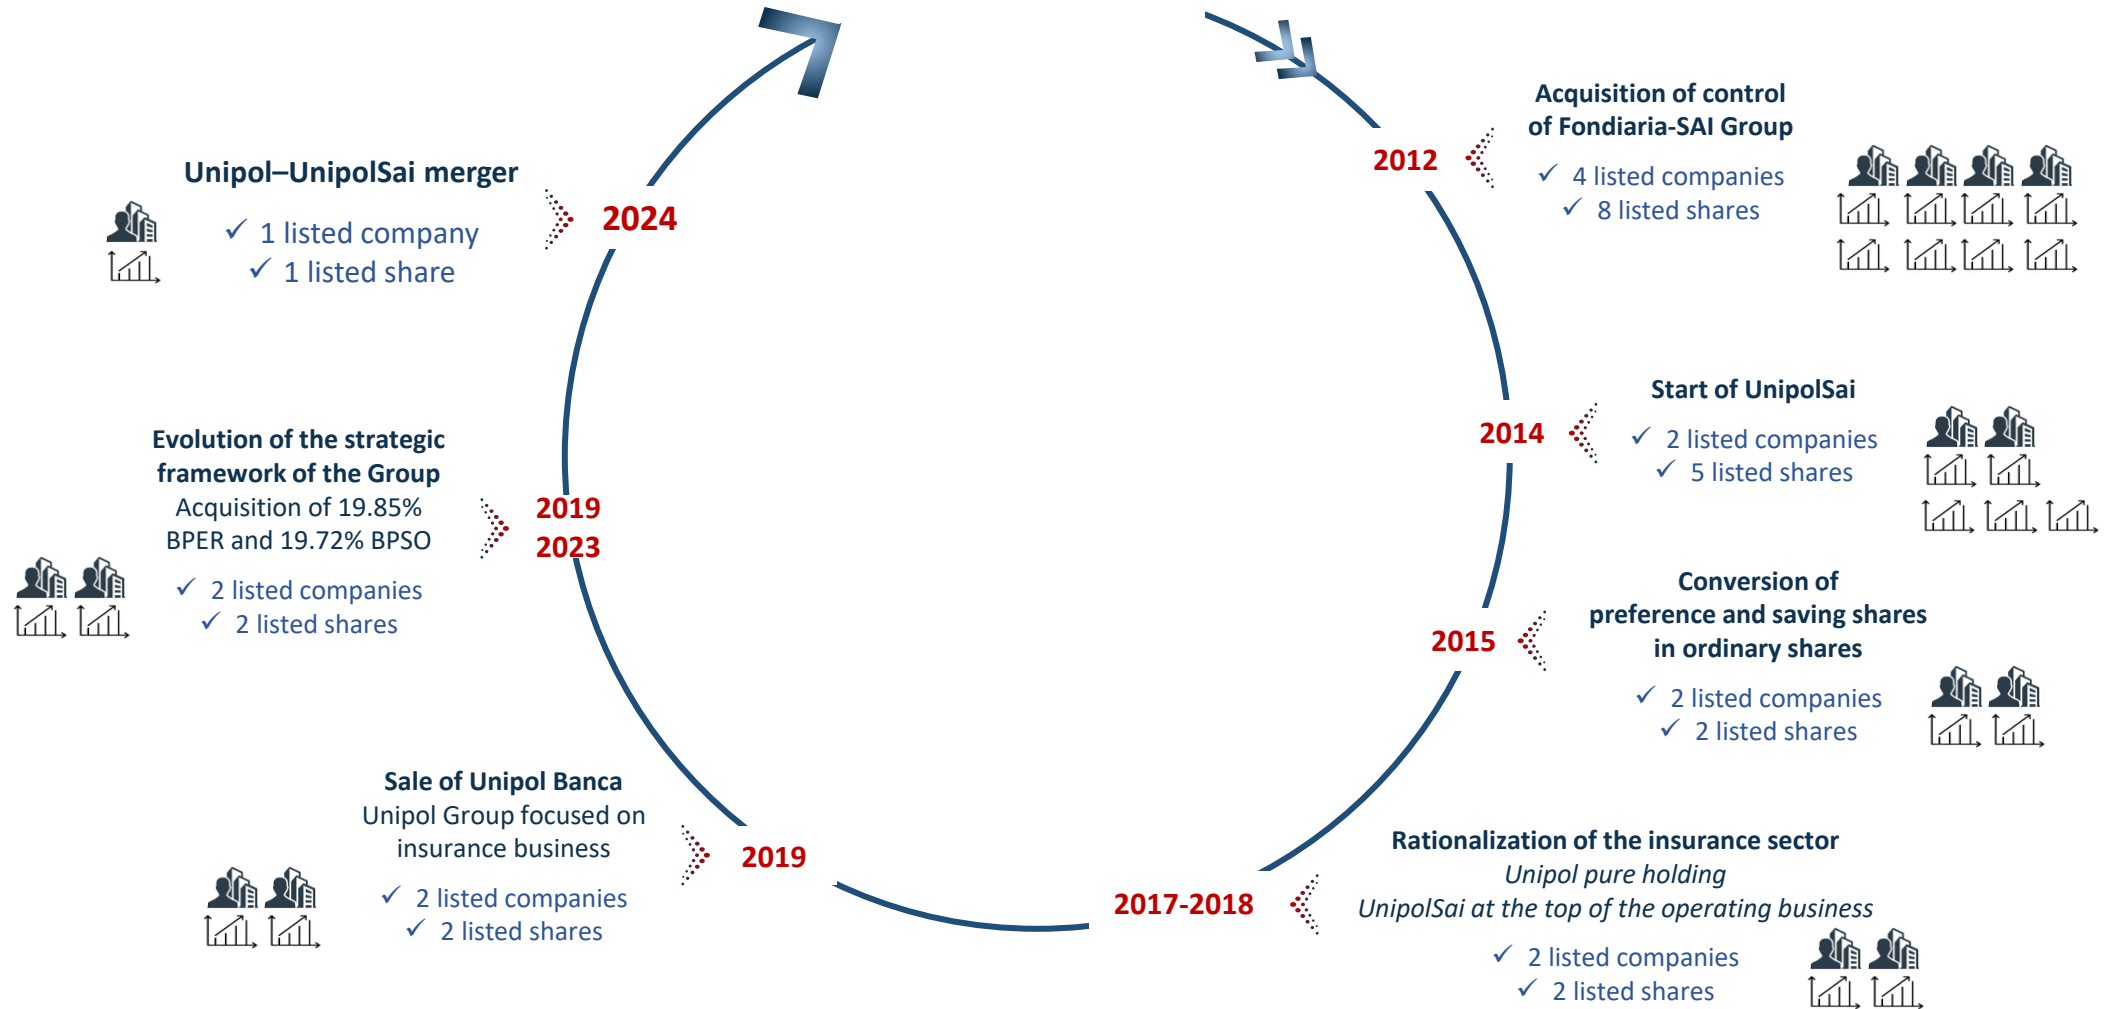 2012
Acquisition of control
of Fondiaria-SAI Group
✓ 4 listed companies
✓ 8 listed shares
2014
Start of UnipolSai
✓ 2 listed companies
✓ 5 listed shares
2015
Conversion of
preference and saving shares
in ordinary shares
✓ 2 listed companies
✓ 2 listed shares
2017-2018
Rationalization of the insurance sector
Unipol pure holding
UnipolSai at the top of the operating business
✓ 2 listed companies
✓ 2 listed shares
2019
Sale of Unipol Banca
Unipol Group focused on
insurance business
✓ 2 listed companies
✓ 2 listed shares
2019
2023
Evolution of the strategic
framework of the Group
Acquisition of 19.85%
BPER and 19.72% BPSO
✓ 2 listed companies
✓ 2 listed shares
2024
Unipol–UnipolSai merger
✓ 1 listed company
✓ 1 listed share